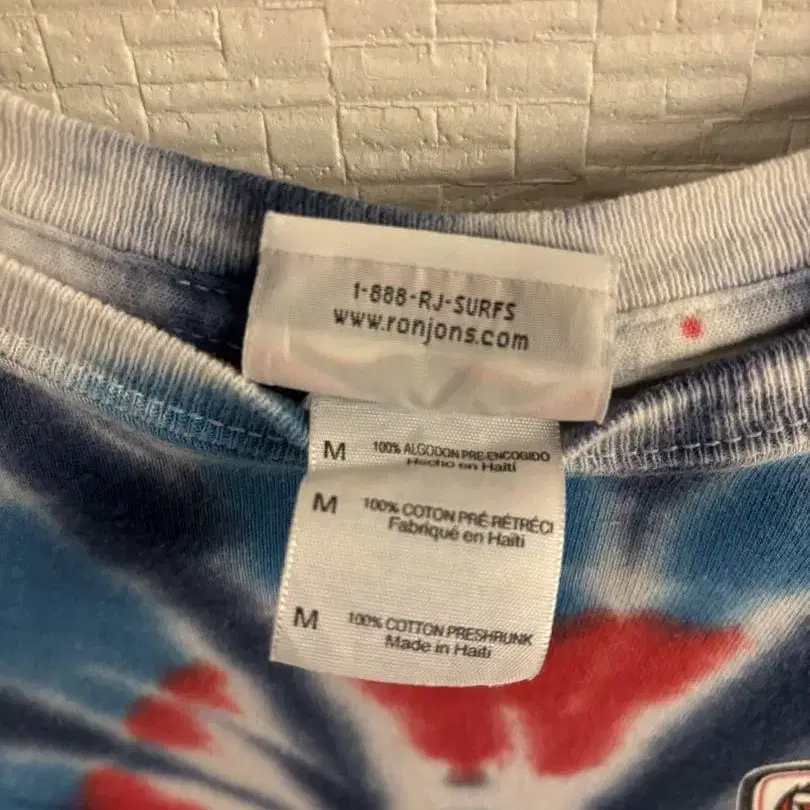 1-888-RJ-SURFS
www.ronjons.com
M 100% ALGODON PRE-ENCOGIDO
Hecho en Haití
M 100% COTON PRÉ-RÉTRÉCI
Fabriqué en Haïti
M 100% COTTON PRESHRUNK
Made in Haiti